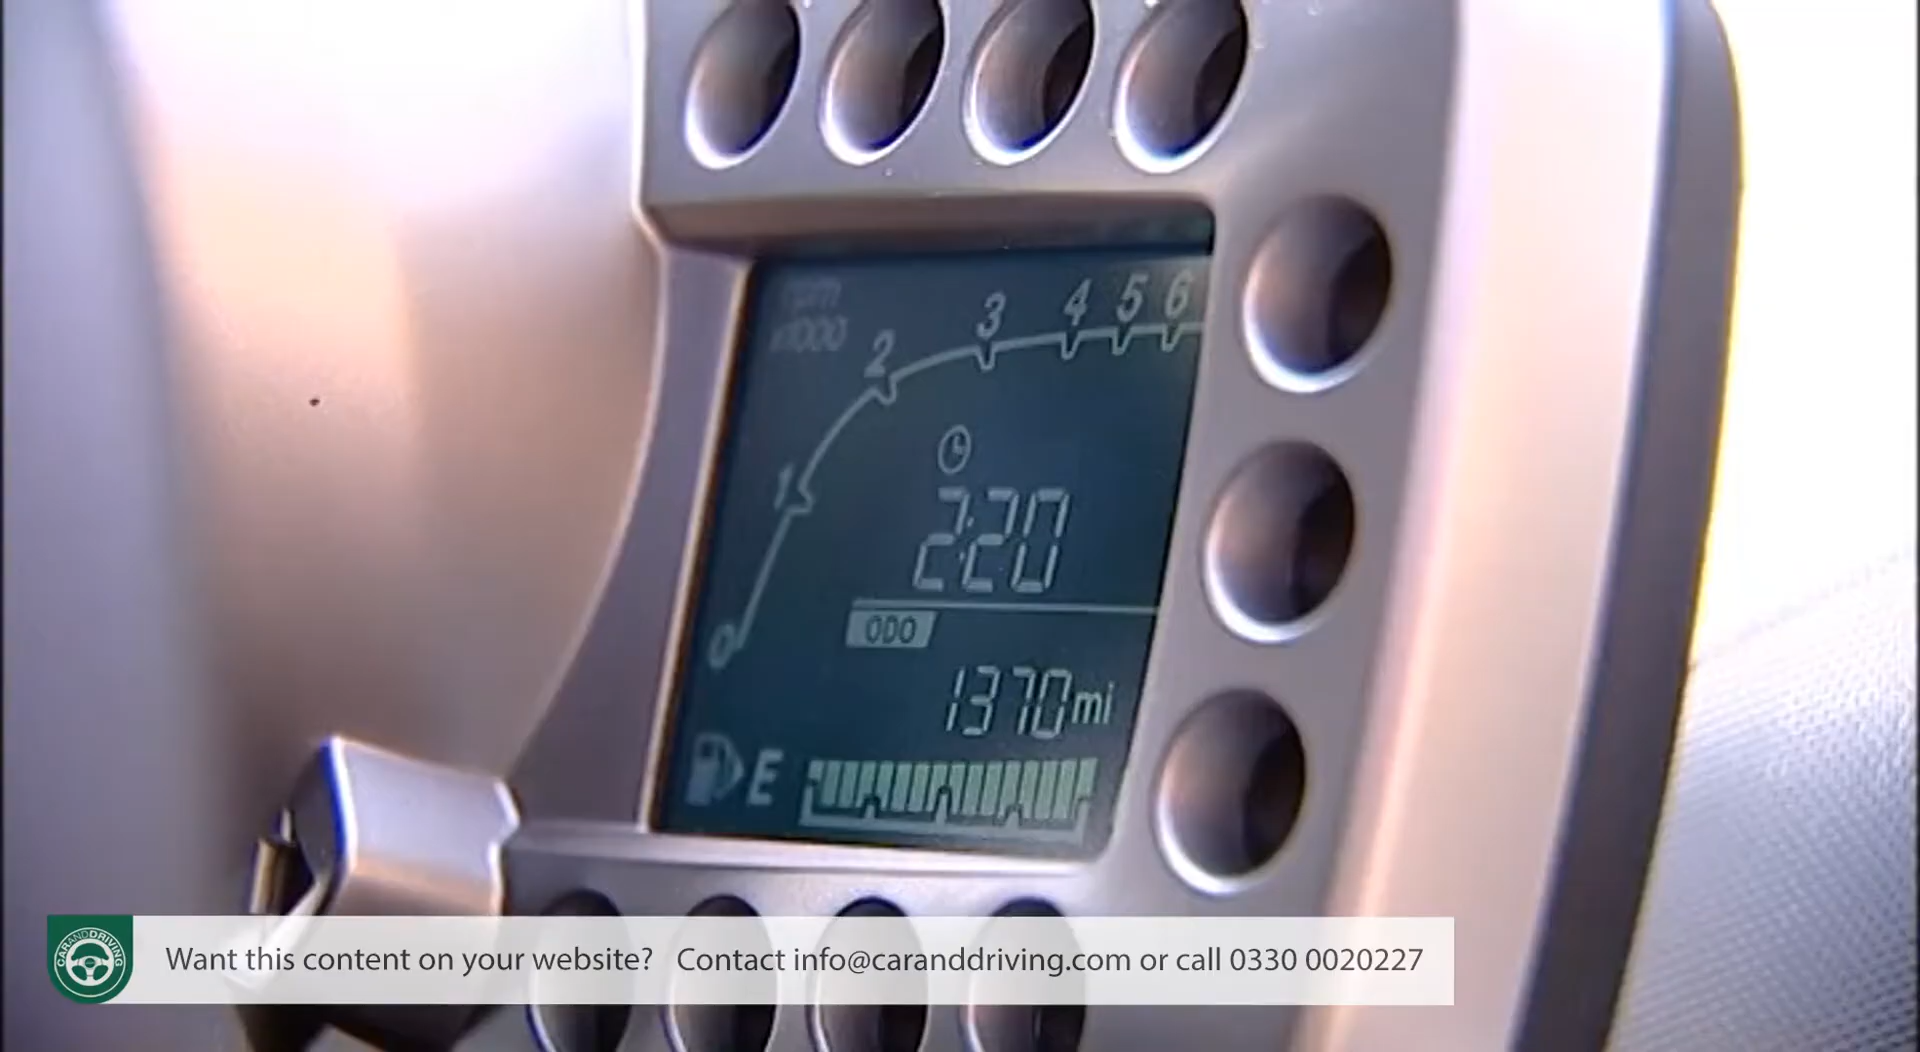 rpm
x1000
0 1 2 3 4 5 6
2:20
ODO
1370mi
E
CARANDDRIVING
Want this content on your website? Contact info@caranddriving.com or call 0330 0020227